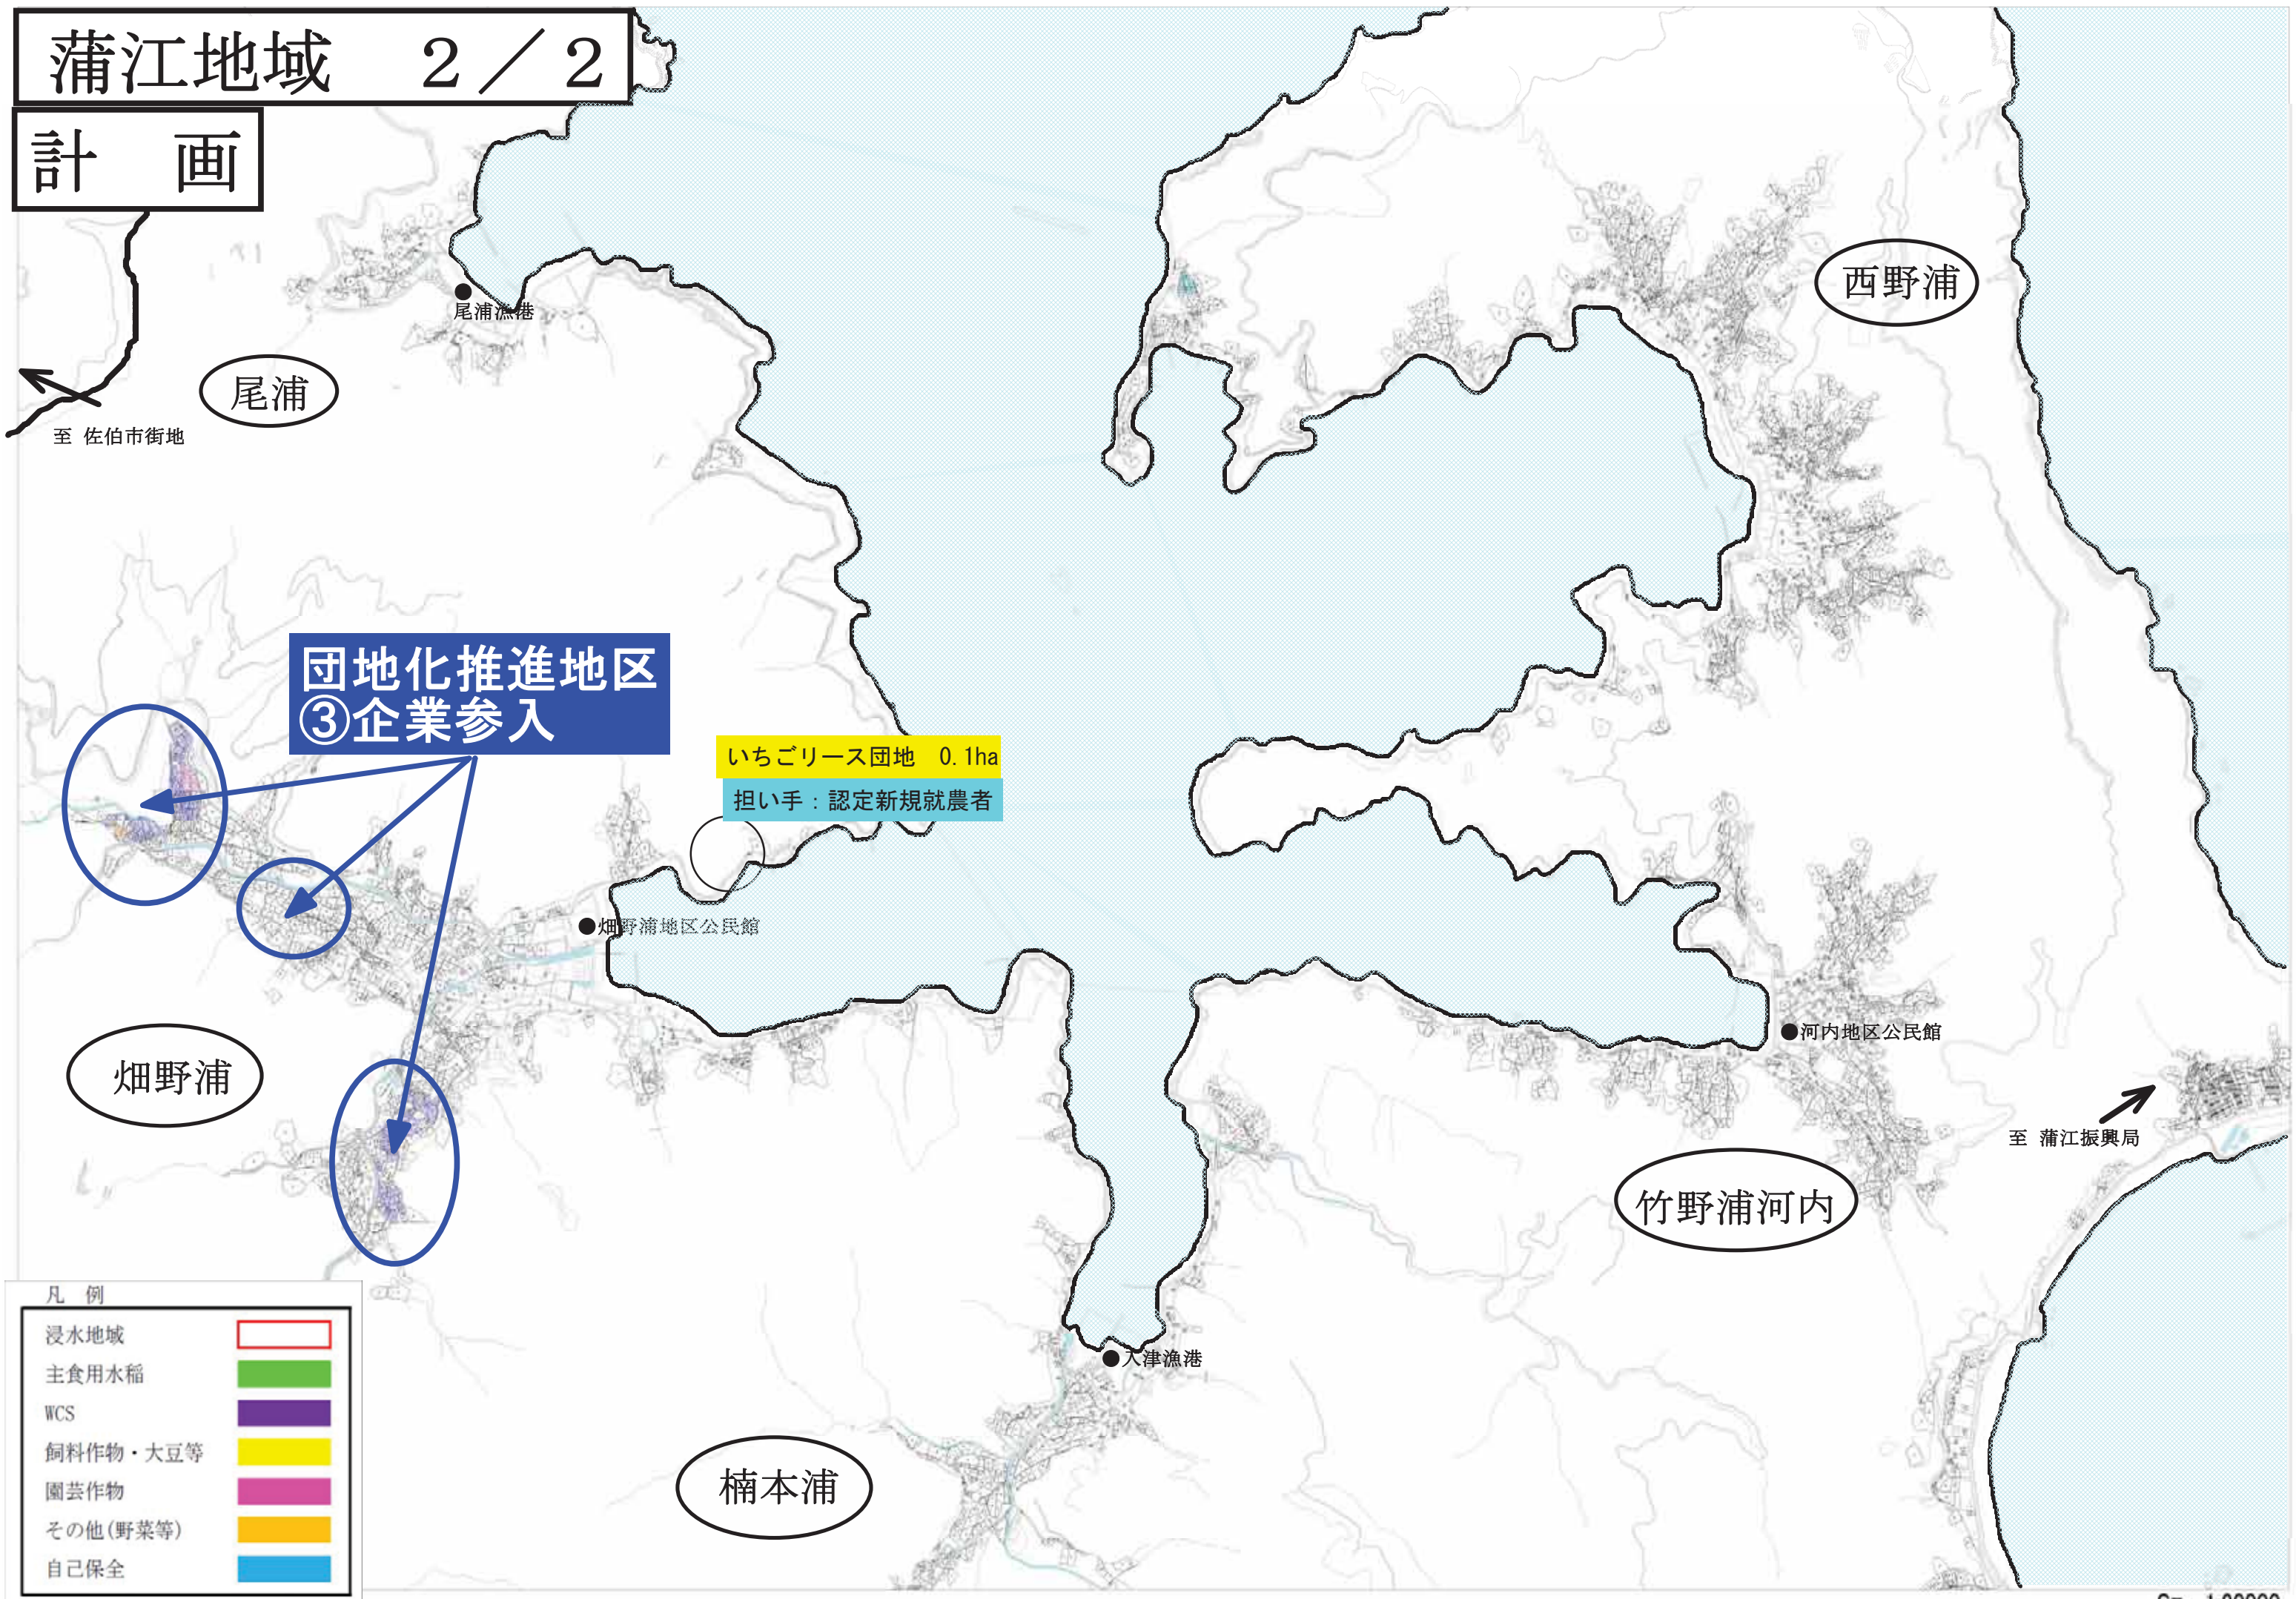 蒲江地域　２／２
計　画
西野浦
尾浦漁港
尾浦
至 佐伯市街地
団地化推進地区
③企業参入
いちごリース団地　0.1ha
担い手：認定新規就農者
●畑野浦地区公民館
●河内地区公民館
畑野浦
至 蒲江振興局
竹野浦河内
凡　例
浸水地域
主食用水稲
WCS
飼料作物・大豆等
園芸作物
その他(野菜等)
自己保全
楠本浦